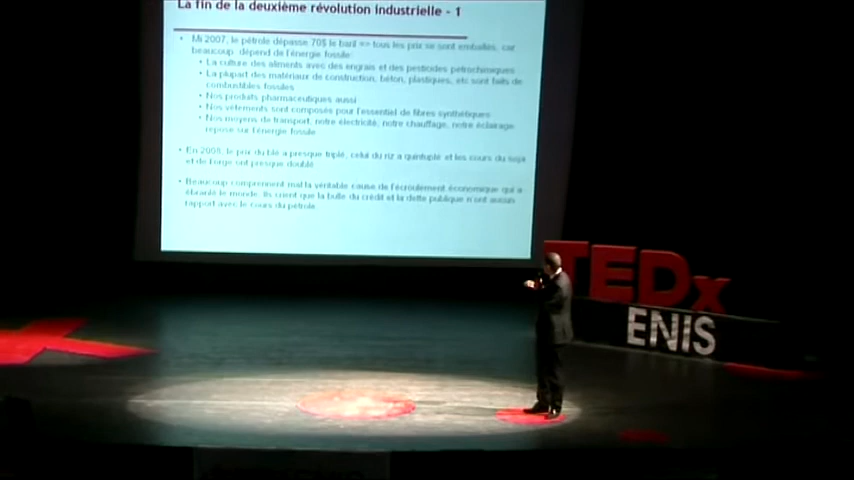 La fin de la deuxième révolution industrielle - 1
• Mi 2007, le pétrole dépasse 70$ le baril => tous les prix se sont emballés, car
beaucoup dépend de l'énergie fossile:
• La culture des aliments avec des engrais et des pesticides pétrochimiques
• La plupart des matériaux de construction, béton, plastiques, etc sont faits de
combustibles fossiles
• Nos produits pharmaceutiques aussi
• Nos vêtements sont composés pour l'essentiel de fibres synthétiques
• Nos moyens de transport, notre électricité, notre chauffage, notre éclairage
repose sur l'énergie fossile
• En 2008, le prix du blé a presque triplé, celui du riz a quintuplé et les cours du soja
et de l'orge ont presque doublé
• Beaucoup comprennent mal la véritable cause de l'écroulement économique qui a
ébranlé le monde. Ils crient que la bulle du crédit et la dette publique n'ont aucun
rapport avec le cours du pétrole.
TEDx
ENIS